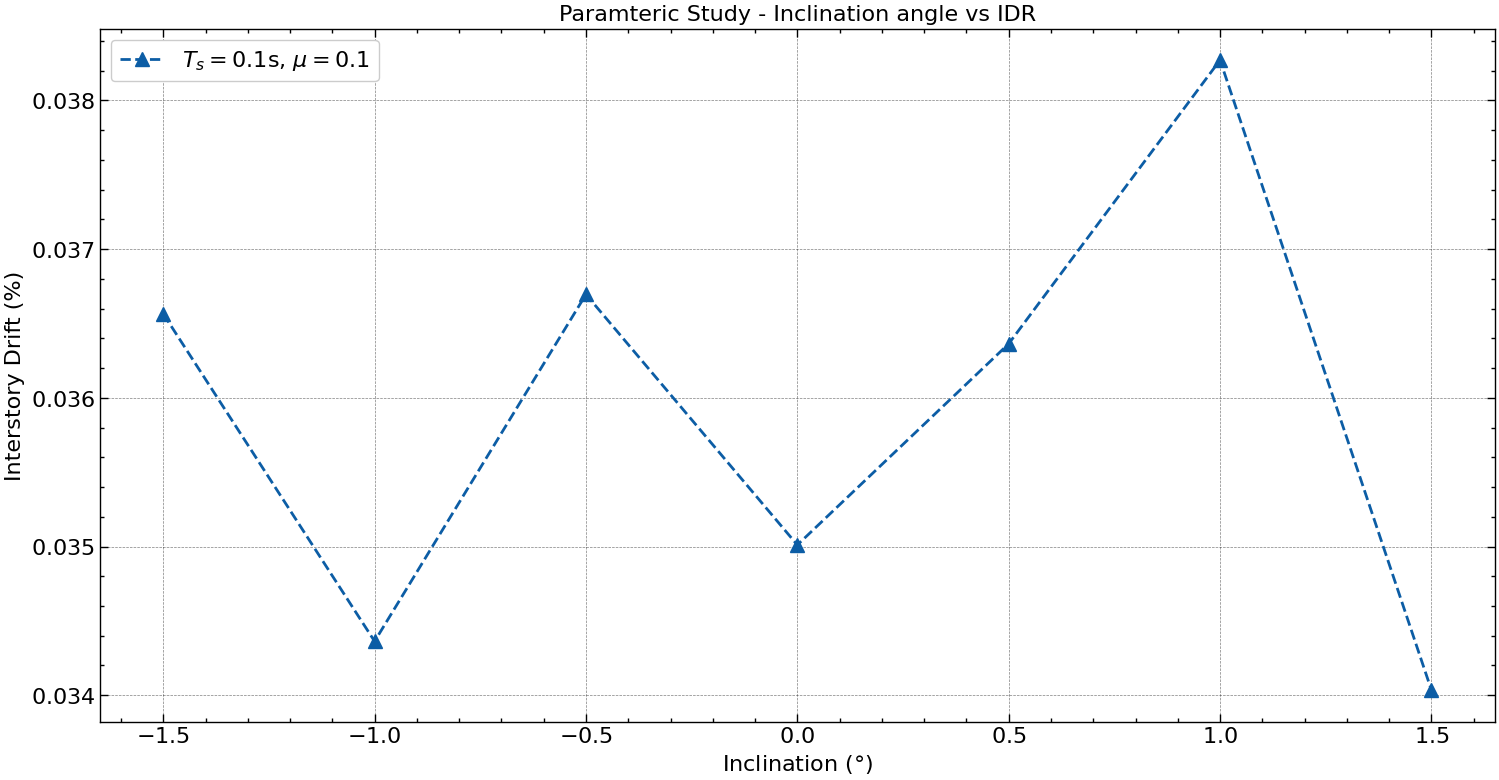 Paramteric Study - Inclination angle vs IDR
T_s = 0.1s, μ = 0.1
0.038
0.037
0.036
0.035
0.034
Interstory Drift (%)
−1.5 −1.0 −0.5 0.0 0.5 1.0 1.5
Inclination (°)